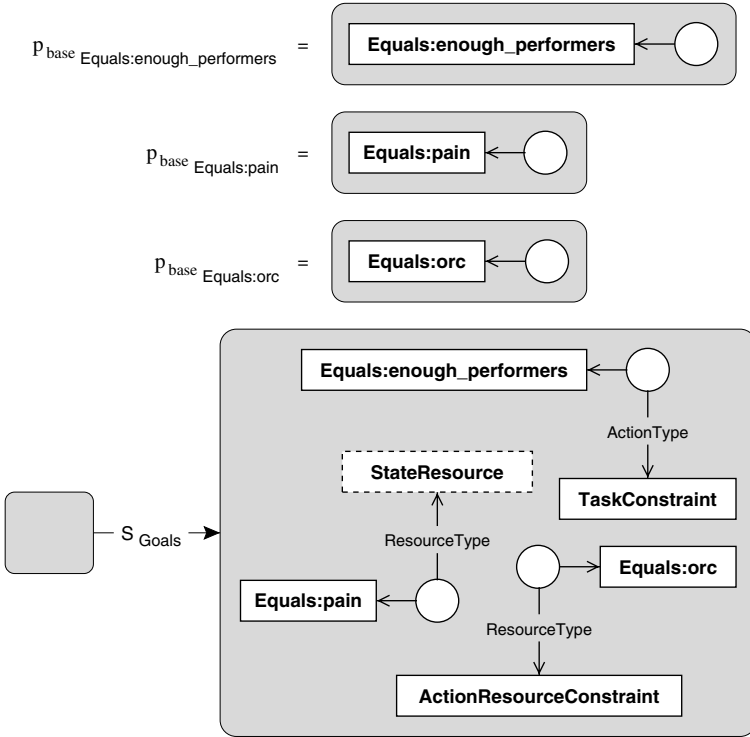 p base Equals:enough_performers = Equals:enough_performers
p base Equals:pain = Equals:pain
p base Equals:orc = Equals:orc
Equals:enough_performers
ActionType
StateResource
TaskConstraint
S Goals
ResourceType
Equals:orc
Equals:pain
ResourceType
ActionResourceConstraint